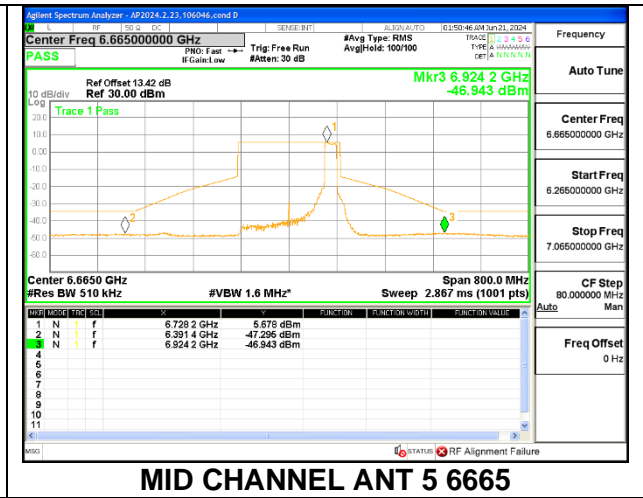 Agilent Spectrum Analyzer - AP2024.2.23,106046,cond D
L RF 50 Ω DC SENSE:INT ALIGN AUTO 01:50:46 AM Jun 21, 2024
Center Freq 6.665000000 GHz #Avg Type: RMS TRACE 1 2 3 4 5 6
PNO: Fast Trig: Free Run Avg|Hold: 100/100 TYPE A
PASS IFGain:Low #Atten: 30 dB DET A N N N N N
Ref Offset 13.42 dB Mkr3 6.924 2 GHz
10 dB/div Ref 30.00 dBm -46.943 dBm
Log
Trace 1 Pass
20.0
10.0
0.00
-10.0
-20.0
-30.0
-40.0
-50.0
-60.0
1
2
3
Center 6.6650 GHz Span 800.0 MHz
#Res BW 510 kHz #VBW 1.6 MHz* Sweep 2.867 ms (1001 pts)
MKR MODE TRC SCL X Y FUNCTION FUNCTION WIDTH FUNCTION VALUE
1 N 1 f 6.728 2 GHz 5.678 dBm
2 N 1 f 6.391 4 GHz -47.295 dBm
3 N 1 f 6.924 2 GHz -46.943 dBm
4
5
6
7
8
9
10
11
MSG STATUS RF Alignment Failure
Frequency
Auto Tune
Center Freq
6.665000000 GHz
Start Freq
6.265000000 GHz
Stop Freq
7.065000000 GHz
CF Step
80.000000 MHz
Auto Man
Freq Offset
0 Hz
MID CHANNEL ANT 5 6665